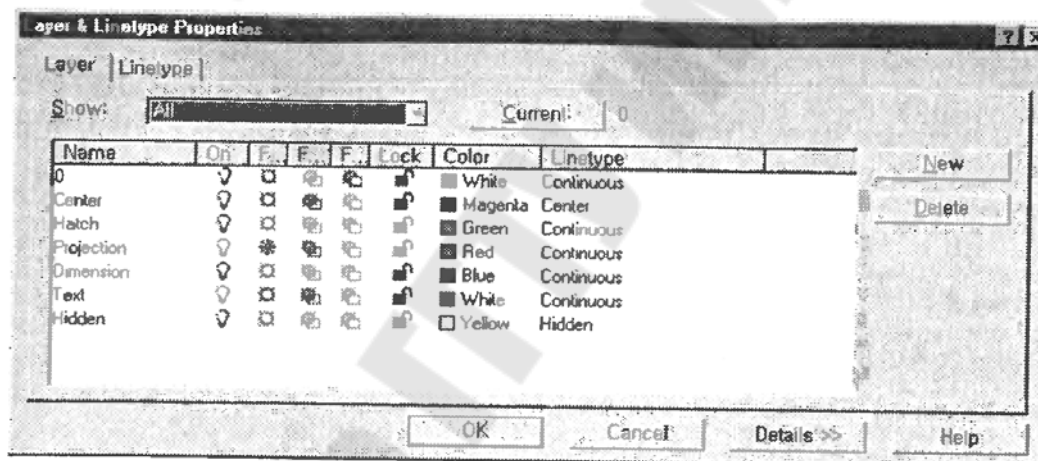 Layer & Linetype Properties
Layer Linetype
Show: All Current: 0
Name On F... F... F... Lock Color Linetype
0 White Continuous
Center Magenta Center
Hatch Green Continuous
Projection Red Continuous
Dimension Blue Continuous
Text White Continuous
Hidden Yellow Hidden
New
Delete
OK Cancel Details >> Help